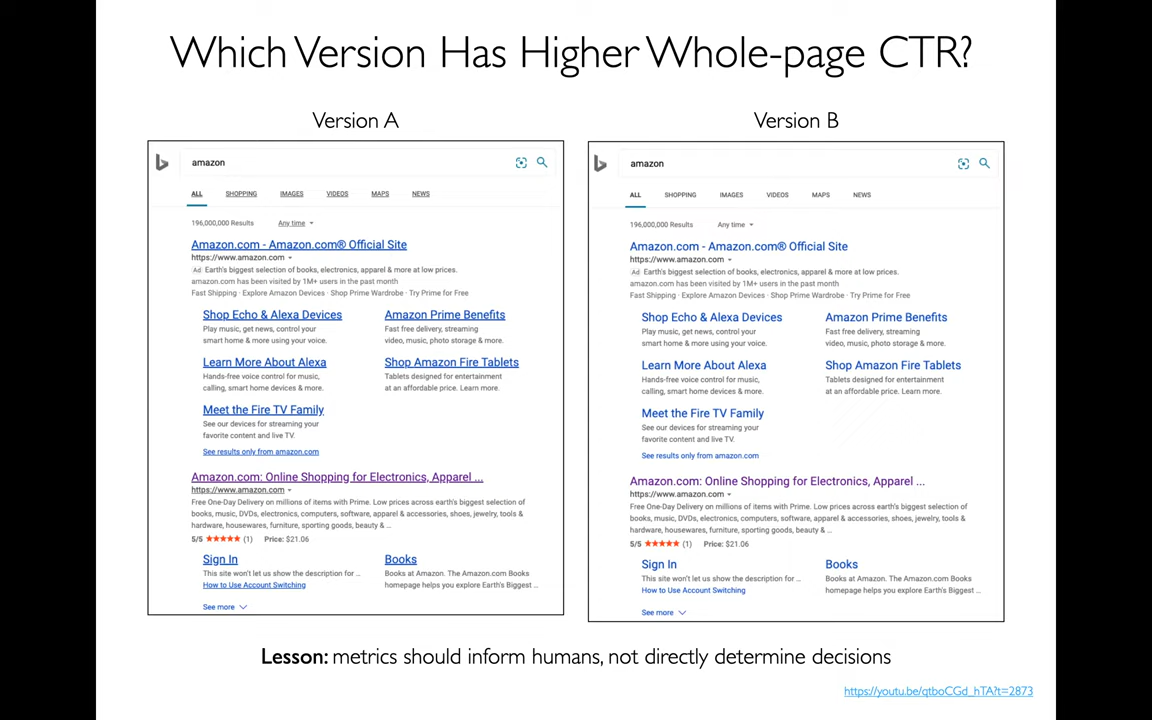 Which Version Has Higher Whole-page CTR?
Version A
amazon
ALL SHOPPING IMAGES VIDEOS MAPS NEWS
196,000,000 Results Any time
Amazon.com - Amazon.com® Official Site
https://www.amazon.com
Ad Earth's biggest selection of books, electronics, apparel & more at low prices.
amazon.com has been visited by 1M+ users in the past month
Fast Shipping · Explore Amazon Devices · Shop Prime Wardrobe · Try Prime for Free
Shop Echo & Alexa Devices
Play music, get news, control your
smart home & more using your voice.
Amazon Prime Benefits
Fast free delivery, streaming
video, music, photo storage & more.
Learn More About Alexa
Hands-free voice control for music,
calling, smart home devices & more.
Shop Amazon Fire Tablets
Tablets designed for entertainment
at an affordable price. Learn more.
Meet the Fire TV Family
See our devices for streaming your
favorite content and live TV.
See results only from amazon.com
Amazon.com: Online Shopping for Electronics, Apparel ...
https://www.amazon.com
Free One-Day Delivery on millions of items with Prime. Low prices across earth's biggest selection of
books, music, DVDs, electronics, computers, software, apparel & accessories, shoes, jewelry, tools &
hardware, housewares, furniture, sporting goods, beauty & ...
5/5 ★★★★★ (1) Price: $21.06
Sign In
This site won't let us show the description for ...
How to Use Account Switching
Books
Books at Amazon. The Amazon.com Books
homepage helps you explore Earth's Biggest ...
See more
Version B
amazon
ALL SHOPPING IMAGES VIDEOS MAPS NEWS
196,000,000 Results Any time
Amazon.com - Amazon.com® Official Site
https://www.amazon.com
Ad Earth's biggest selection of books, electronics, apparel & more at low prices.
amazon.com has been visited by 1M+ users in the past month
Fast Shipping · Explore Amazon Devices · Shop Prime Wardrobe · Try Prime for Free
Shop Echo & Alexa Devices
Play music, get news, control your
smart home & more using your voice.
Amazon Prime Benefits
Fast free delivery, streaming
video, music, photo storage & more.
Learn More About Alexa
Hands-free voice control for music,
calling, smart home devices & more.
Shop Amazon Fire Tablets
Tablets designed for entertainment
at an affordable price. Learn more.
Meet the Fire TV Family
See our devices for streaming your
favorite content and live TV.
See results only from amazon.com
Amazon.com: Online Shopping for Electronics, Apparel ...
https://www.amazon.com
Free One-Day Delivery on millions of items with Prime. Low prices across earth's biggest selection of
books, music, DVDs, electronics, computers, software, apparel & accessories, shoes, jewelry, tools &
hardware, housewares, furniture, sporting goods, beauty & ...
5/5 ★★★★★ (1) Price: $21.06
Sign In
This site won't let us show the description for ...
How to Use Account Switching
Books
Books at Amazon. The Amazon.com Books
homepage helps you explore Earth's Biggest ...
See more
Lesson: metrics should inform humans, not directly determine decisions
https://youtu.be/qtboCGd_hTA?t=2873